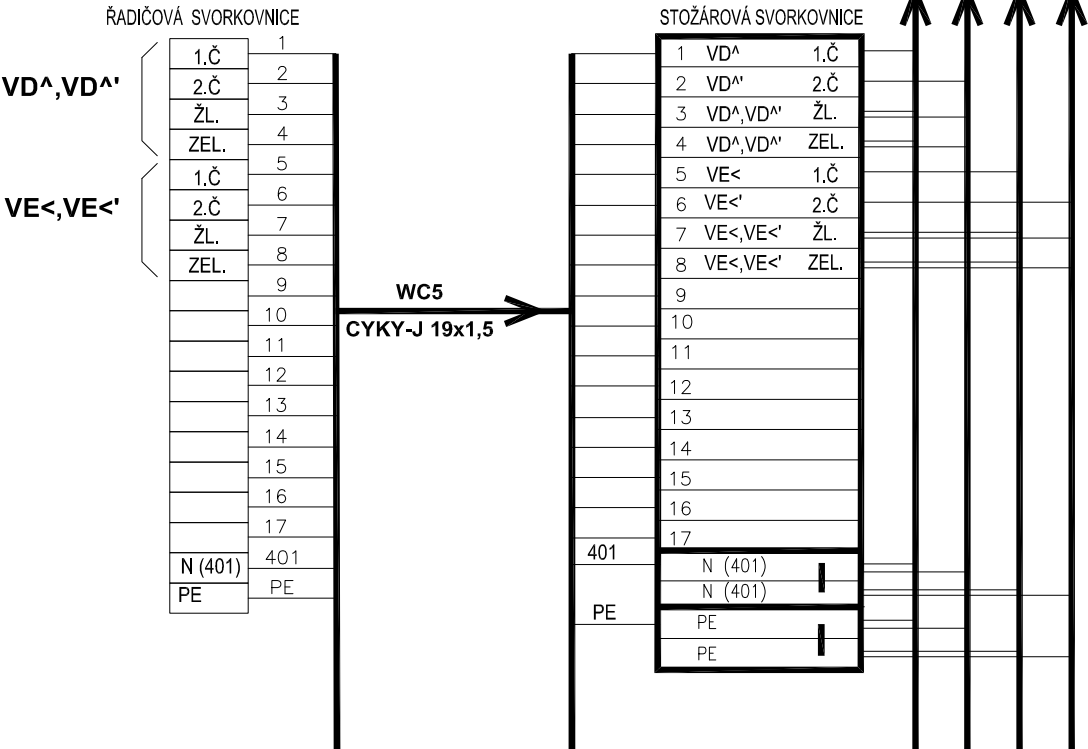 ŘADIČOVÁ SVORKOVNICE
VD^,VD^'
1.Č 1
2.Č 2
ŽL. 3
ZEL. 4
VE<,VE<'
1.Č 5
2.Č 6
ŽL. 7
ZEL. 8
9
10
11
12
13
14
15
16
17
N (401) 401
PE PE
WC5
CYKY-J 19x1,5
STOŽÁROVÁ SVORKOVNICE
1 VD^ 1.Č
2 VD^' 2.Č
3 VD^,VD^' ŽL.
4 VD^,VD^' ZEL.
5 VE< 1.Č
6 VE<' 2.Č
7 VE<,VE<' ŽL.
8 VE<,VE<' ZEL.
9
10
11
12
13
14
15
16
17
401 N (401)
N (401)
PE PE
PE